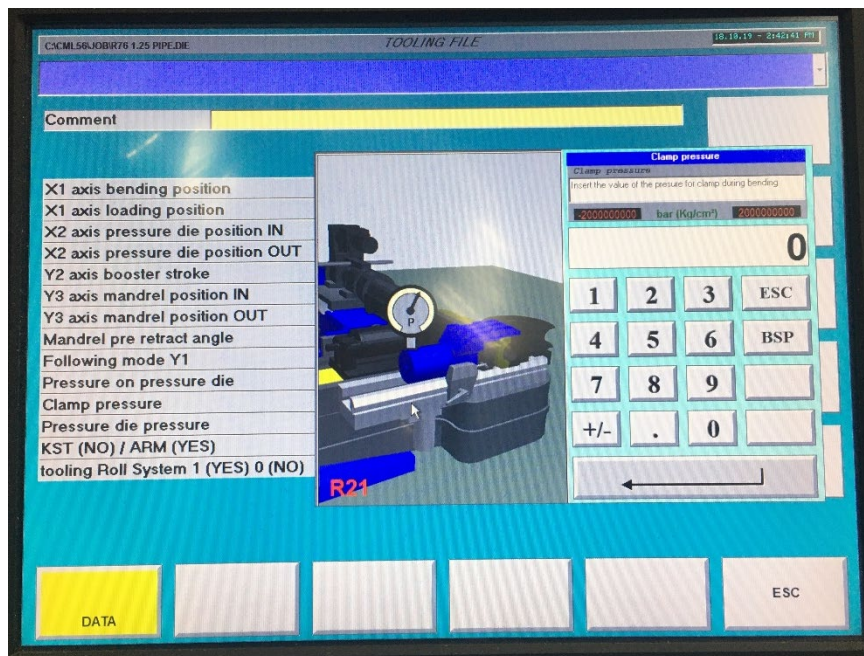 C:\CML56\JOB\R76 1.25 PIPE.DIE
TOOLING FILE
18.10.19 - 2:42:41 PM
Comment
X1 axis bending position
X1 axis loading position
X2 axis pressure die position IN
X2 axis pressure die position OUT
Y2 axis booster stroke
Y3 axis mandrel position IN
Y3 axis mandrel position OUT
Mandrel pre retract angle
Following mode Y1
Pressure on pressure die
Clamp pressure
Pressure die pressure
KST (NO) / ARM (YES)
tooling Roll System 1 (YES) 0 (NO)
P
R21
Clamp pressure
Clamp pressure
Insert the value of the presure for clamp during bending
-2000000000 bar (Kg/cm²) 2000000000
0
1 2 3 ESC
4 5 6 BSP
7 8 9
+/- . 0
DATA
ESC